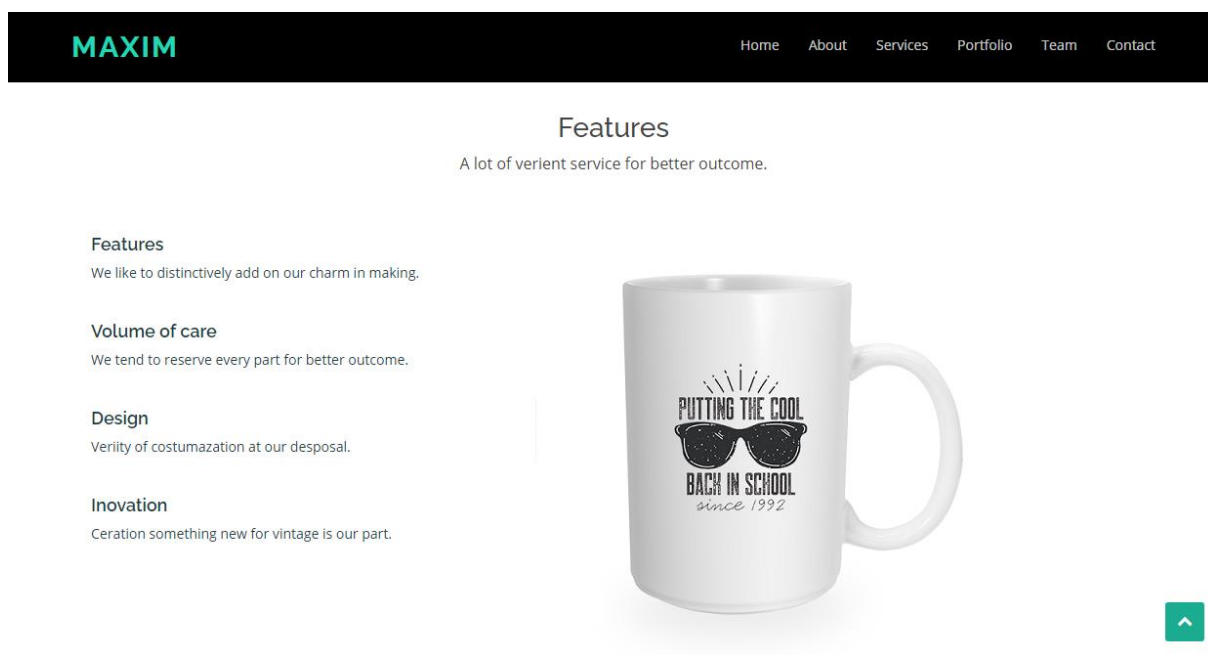 MAXIM
Home About Services Portfolio Team Contact
Features
A lot of verient service for better outcome.
Features
We like to distinctively add on our charm in making.
Volume of care
We tend to reserve every part for better outcome.
Design
Veriity of costumazation at our desposal.
Inovation
Ceration something new for vintage is our part.
PUTTING THE COOL
BACK IN SCHOOL
since 1992